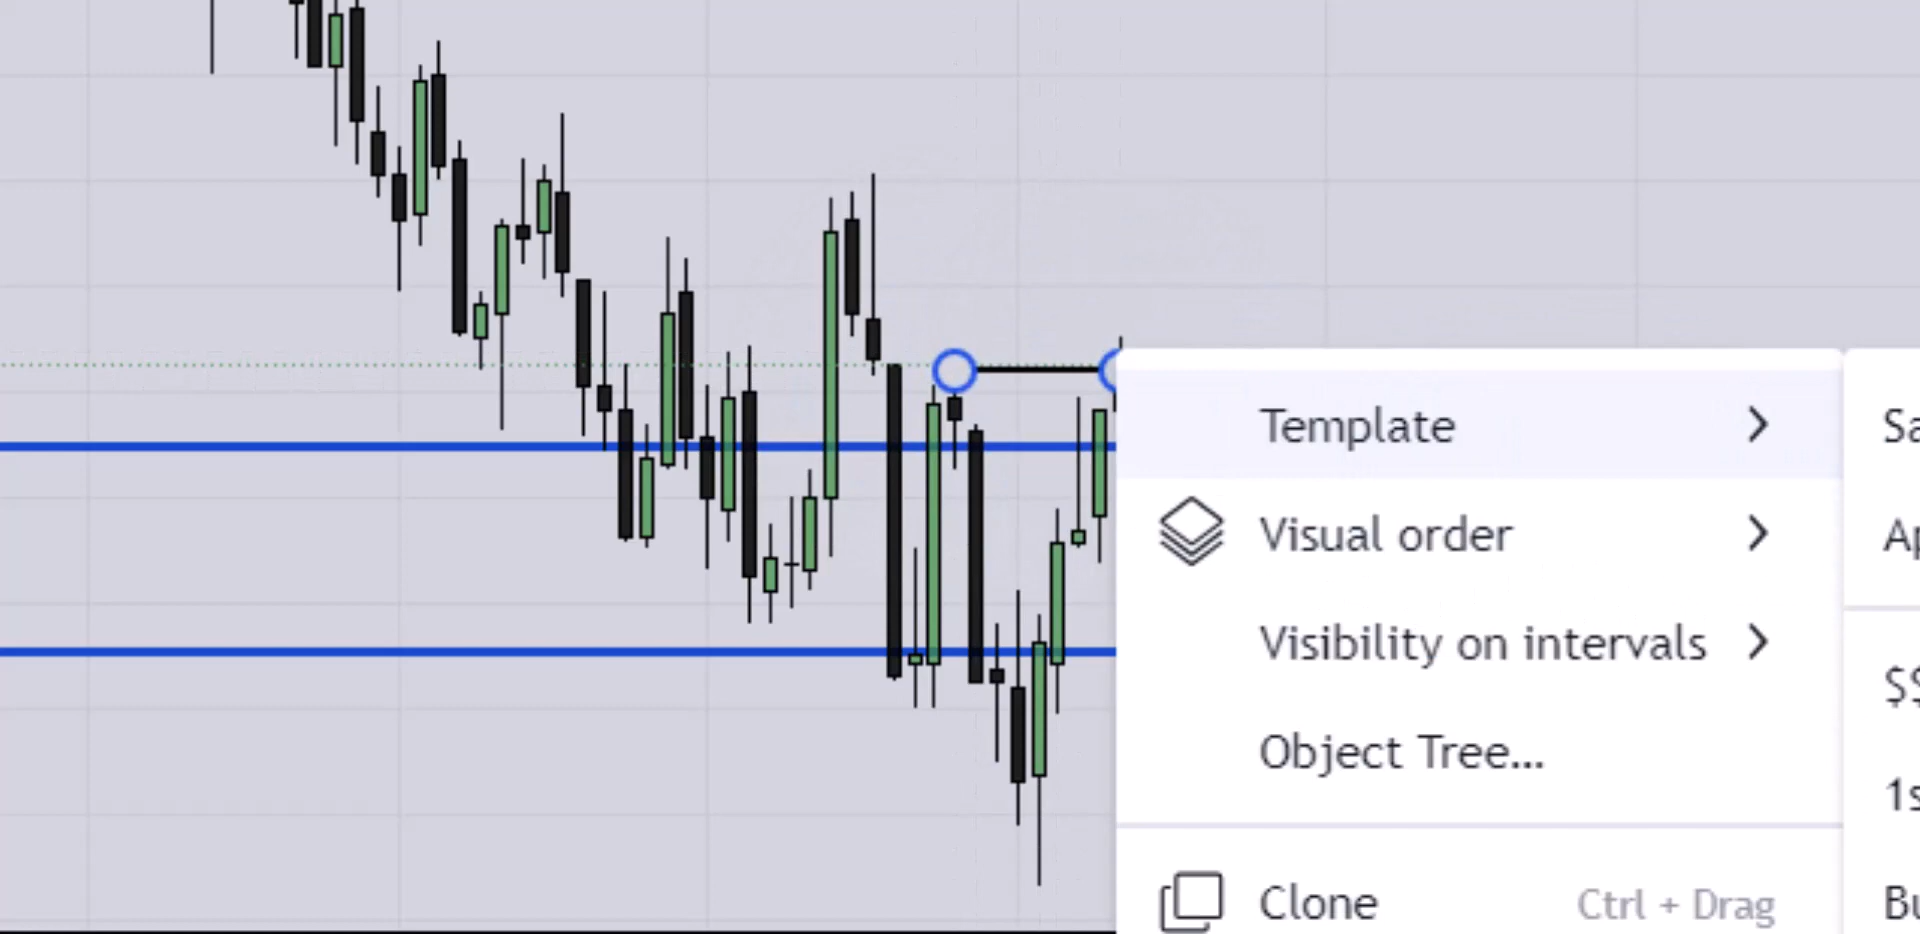 Template
Visual order
Visibility on intervals
Object Tree...
Clone Ctrl + Drag